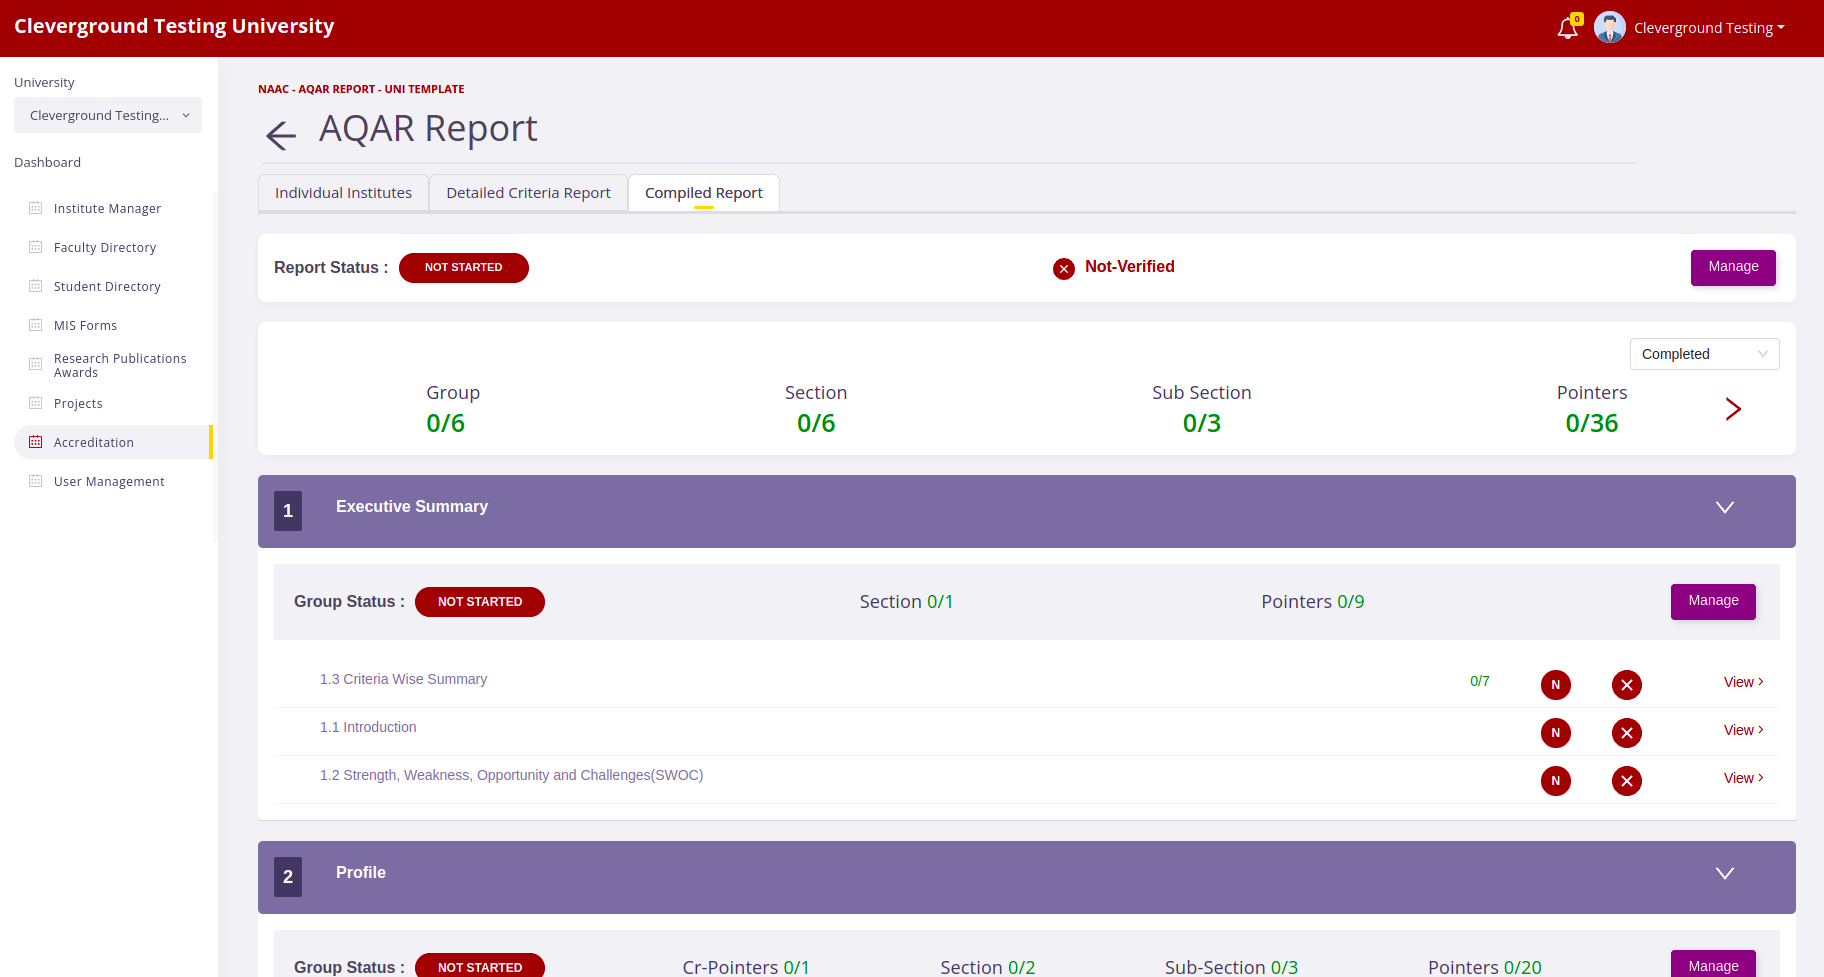 Cleverground Testing University
0
Cleverground Testing
University
Cleverground Testing...
Dashboard
Institute Manager
Faculty Directory
Student Directory
MIS Forms
Research Publications
Awards
Projects
Accreditation
User Management
NAAC - AQAR REPORT - UNI TEMPLATE
AQAR Report
Individual Institutes Detailed Criteria Report Compiled Report
Report Status : NOT STARTED Not-Verified Manage
Completed
Group Section Sub Section Pointers
0/6 0/6 0/3 0/36
1 Executive Summary
Group Status : NOT STARTED Section 0/1 Pointers 0/9 Manage
1.3 Criteria Wise Summary 0/7 N View
1.1 Introduction N View
1.2 Strength, Weakness, Opportunity and Challenges(SWOC) N View
2 Profile
Group Status : NOT STARTED Cr-Pointers 0/1 Section 0/2 Sub-Section 0/3 Pointers 0/20 Manage